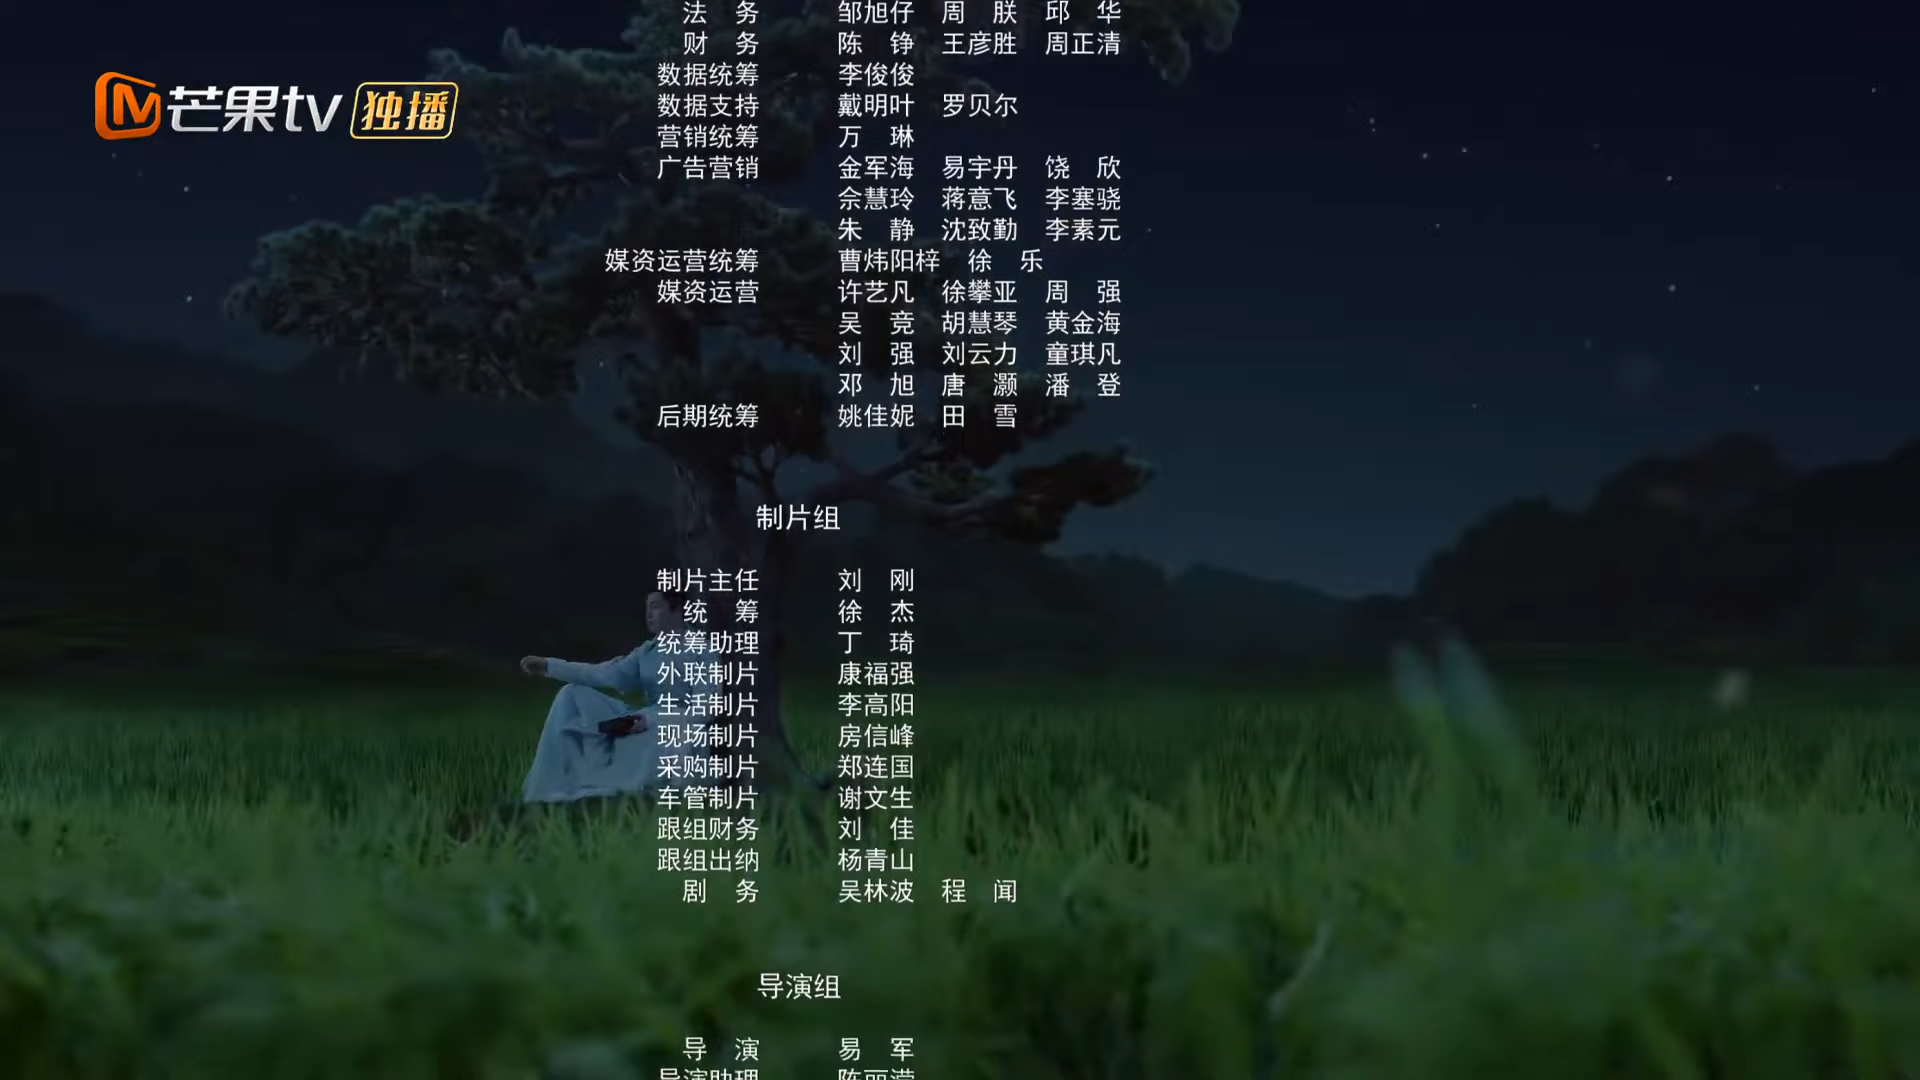 法 务 邹旭仔 周 朕 邱 华
财 务 陈 铮 王彦胜 周正清
芒果tv 独播
数据统筹 李俊俊
数据支持 戴明叶 罗贝尔
营销统筹 万 琳
广告营销 金军海 易宇丹 饶 欣
佘慧玲 蒋意飞 李塞骁
朱 静 沈致勤 李素元
媒资运营统筹 曹炜阳梓 徐 乐
媒资运营 许艺凡 徐攀亚 周 强
吴 竞 胡慧琴 黄金海
刘 强 刘云力 童琪凡
邓 旭 唐 灏 潘 登
后期统筹 姚佳妮 田 雪
制片组
制片主任 刘 刚
统 筹 徐 杰
统筹助理 丁 琦
外联制片 康福强
生活制片 李高阳
现场制片 房信峰
采购制片 郑连国
车管制片 谢文生
跟组财务 刘 佳
跟组出纳 杨青山
剧 务 吴林波 程 闻
导演组
导 演 易 军
导演助理 陈丽滢